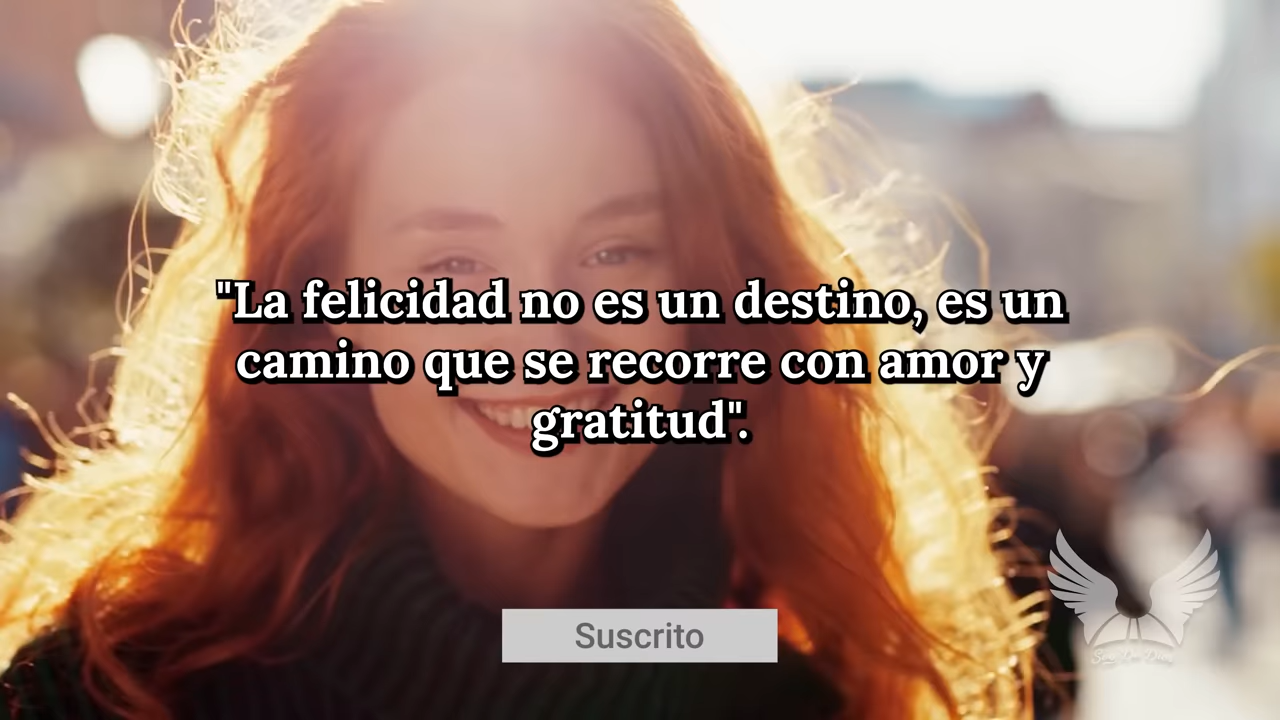 "La felicidad no es un destino, es un
camino que se recorre con amor y
gratitud".
Suscrito